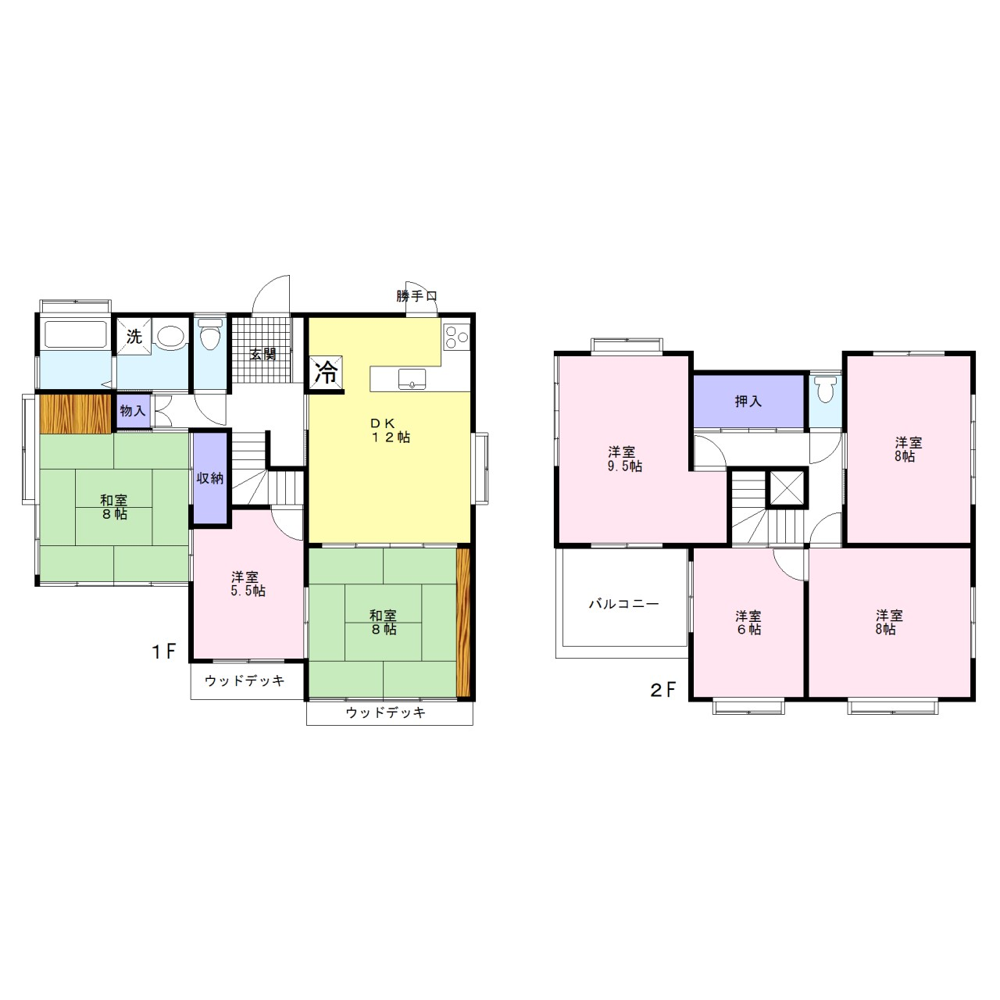 勝手口
洗
玄関
冷
物入
DK
12帖
収納
和室
8帖
洋室
5.5帖
和室
8帖
1F
ウッドデッキ
ウッドデッキ
押入
洋室
9.5帖
洋室
8帖
バルコニー
洋室
6帖
洋室
8帖
2F